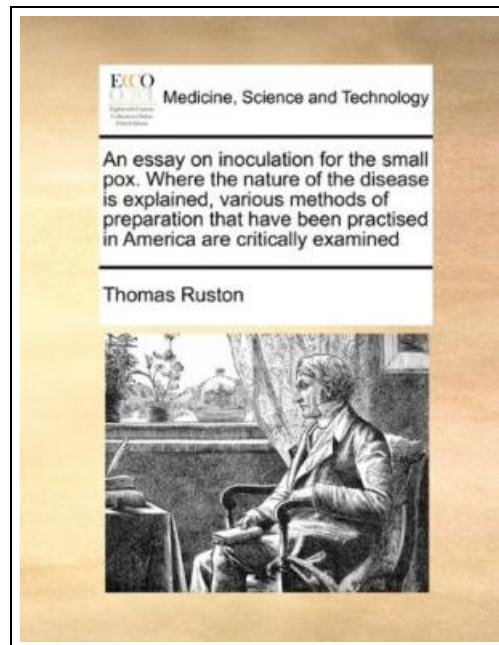 ECCO
Medicine, Science and Technology
An essay on inoculation for the small
pox. Where the nature of the disease
is explained, various methods of
preparation that have been practised
in America are critically examined
Thomas Ruston